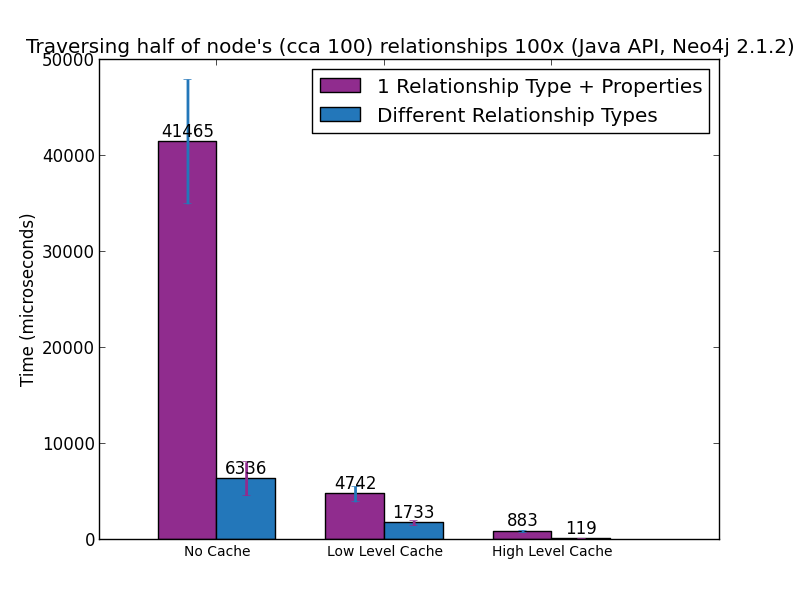 Traversing half of node's (cca 100) relationships 100x (Java API, Neo4j 2.1.2)
1 Relationship Type + Properties
Different Relationship Types
Time (microseconds)
50000
40000
30000
20000
10000
0
41465
6336
4742
1733
883
119
No Cache
Low Level Cache
High Level Cache